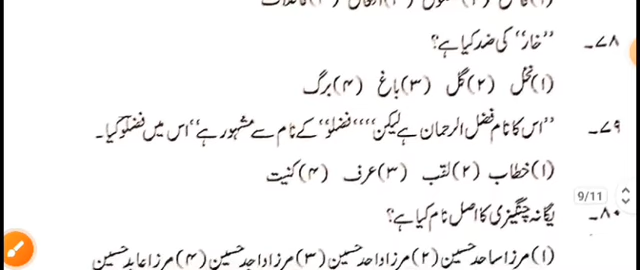 ۷۸۔ "خار" کی ضد کیا ہے؟
(۱) نخل (۲) گل (۳) باغ (۴) برگ
۷۹۔ "اس کا نام فضل الرحمان ہے لیکن""""فضلو" کے نام سے مشہور ہے" اس میں فضلو کیا۔
(۱) خطاب (۲) لقب (۳) عرف (۴) کنیت
9/11
۸۰۔ یگانہ چنگیزی کا اصل نام کیا ہے؟
(۱) مرزا ساجد حسین (۲) مرزا واجد حسین (۳) مرزا واحد حسین (۴) مرزا عابد حسین